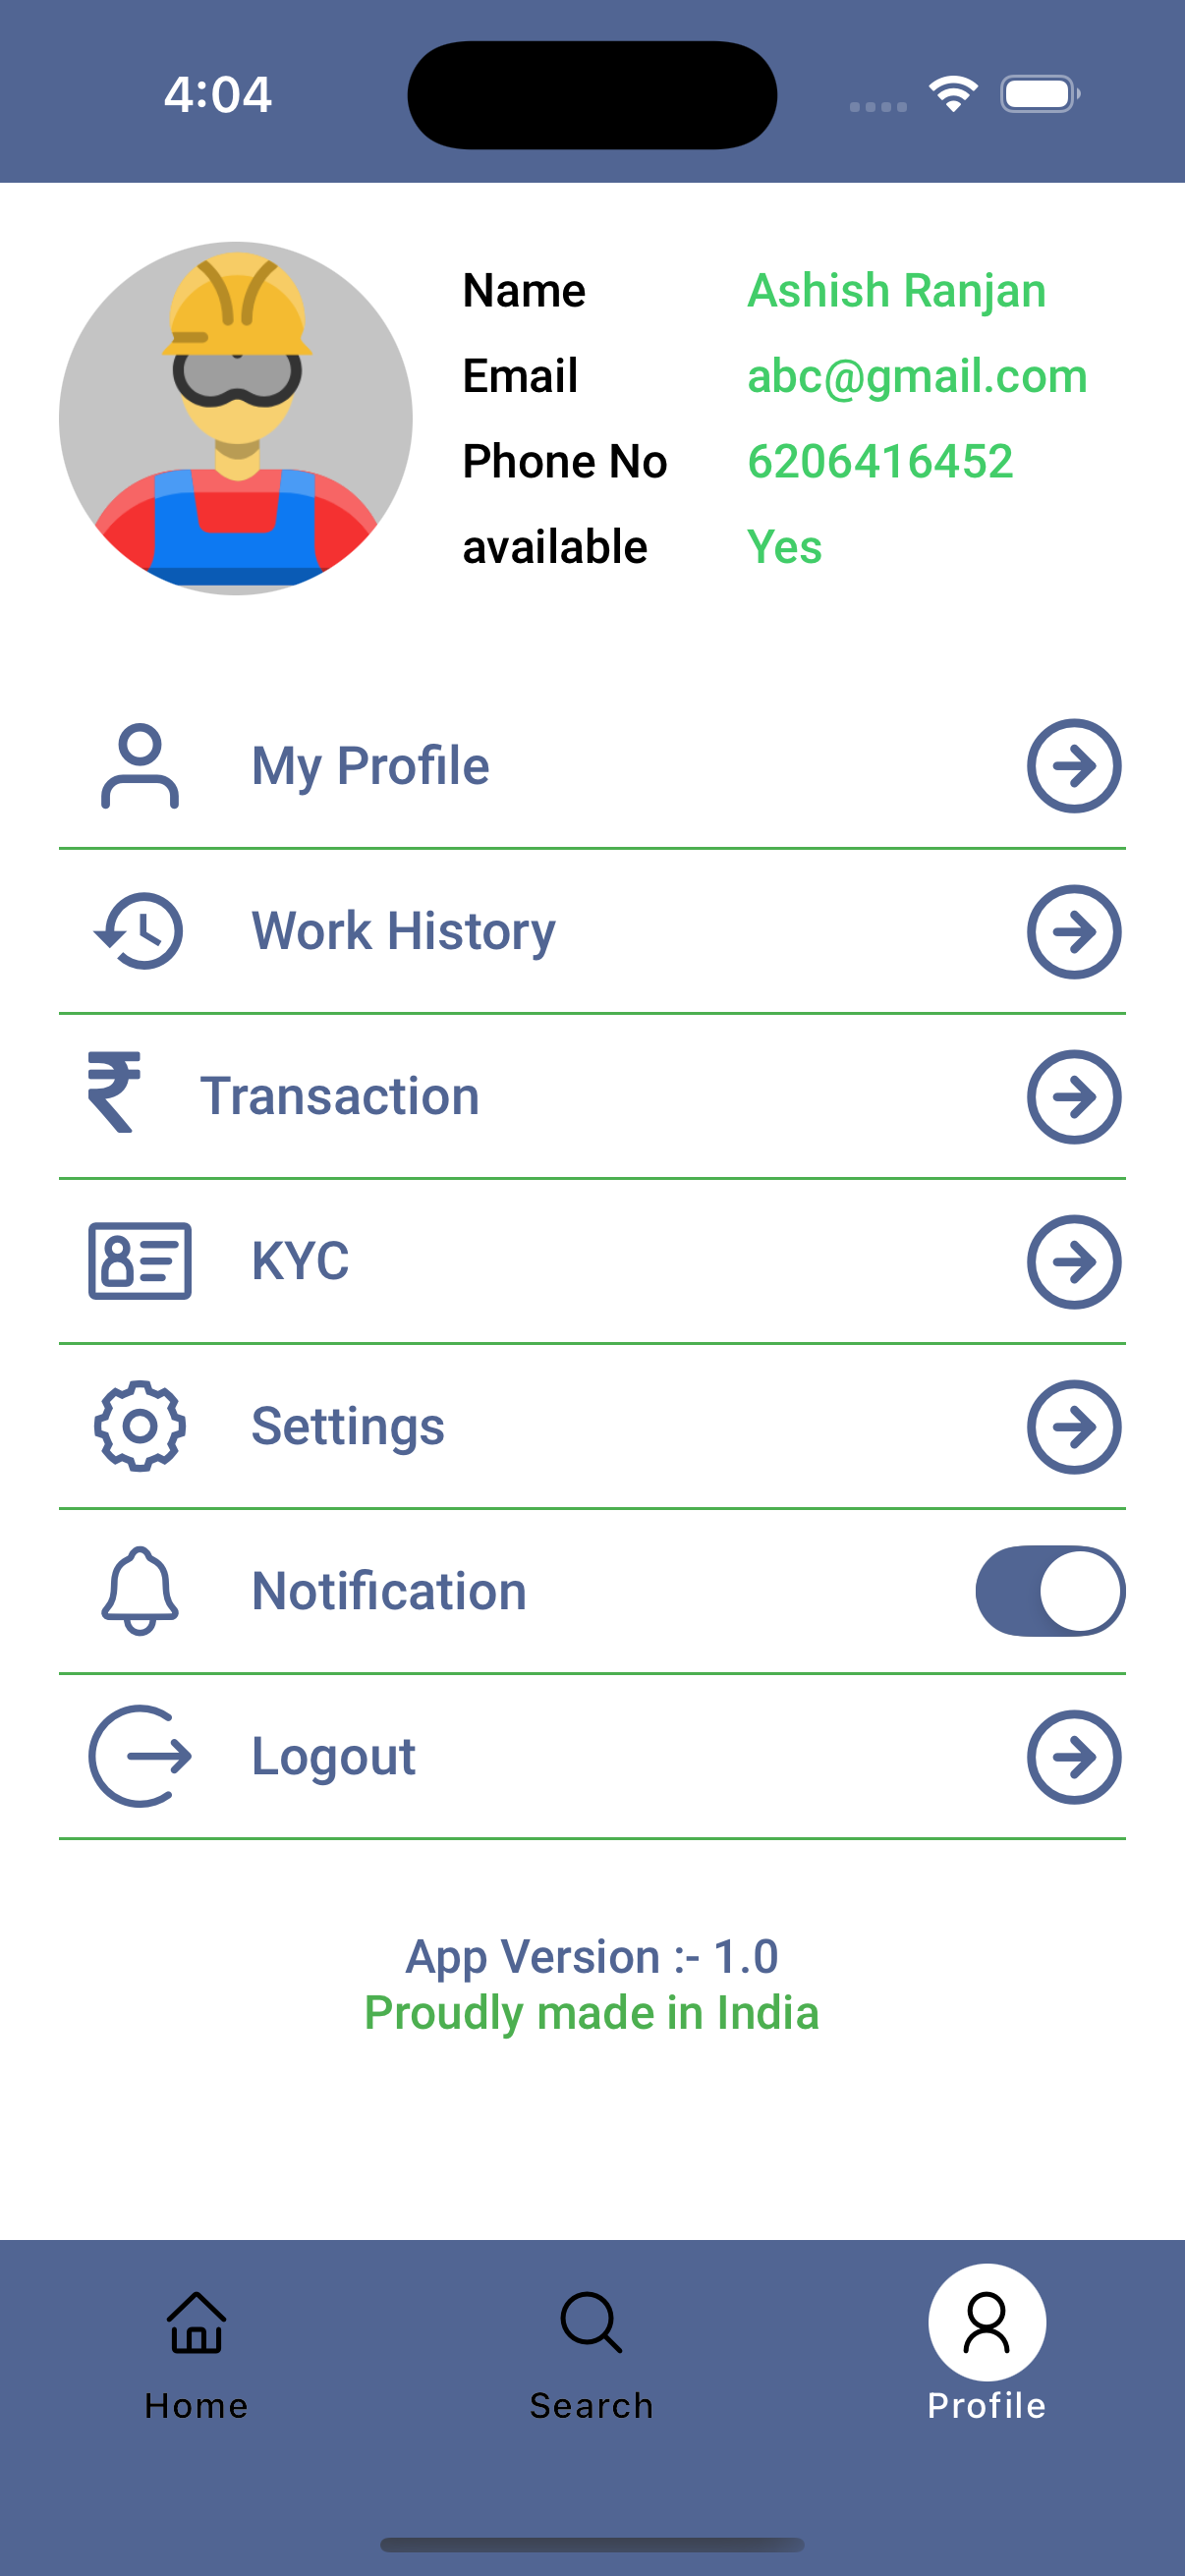 4:04
Name Ashish Ranjan
Email abc@gmail.com
Phone No 6206416452
available Yes
My Profile
Work History
Transaction
KYC
Settings
Notification
Logout
App Version :- 1.0
Proudly made in India
Home Search Profile